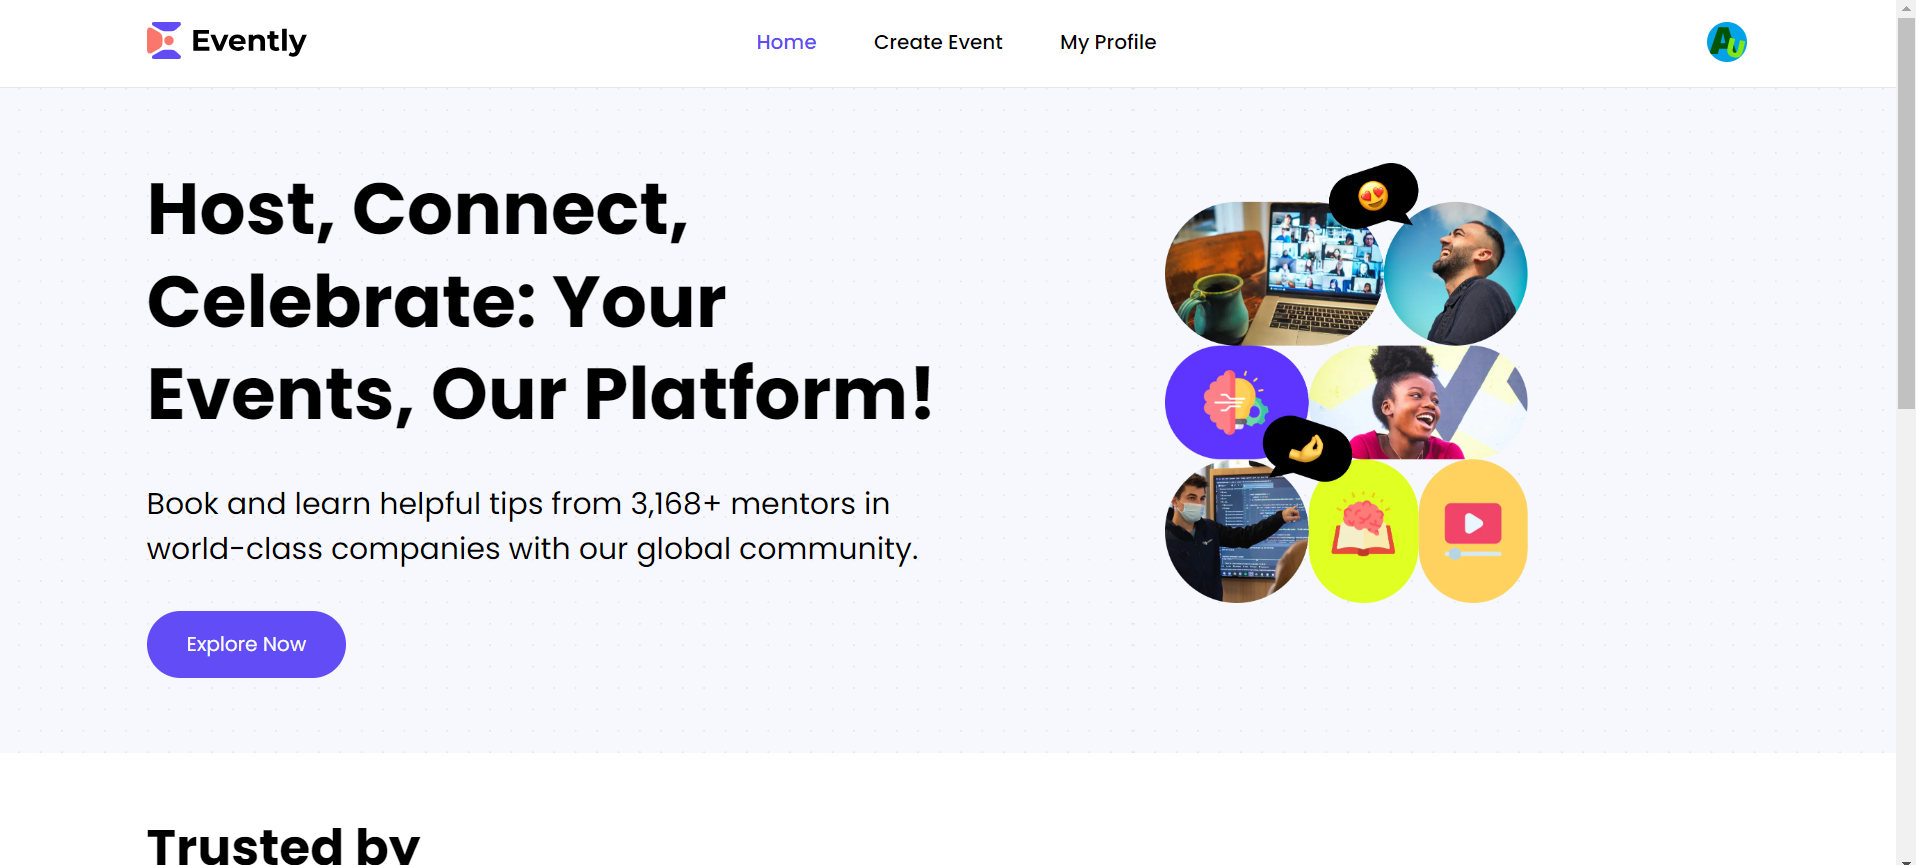 Evently
Home
Create Event
My Profile
AU
Host, Connect,
Celebrate: Your
Events, Our Platform!
Book and learn helpful tips from 3,168+ mentors in
world-class companies with our global community.
Explore Now
Trusted by